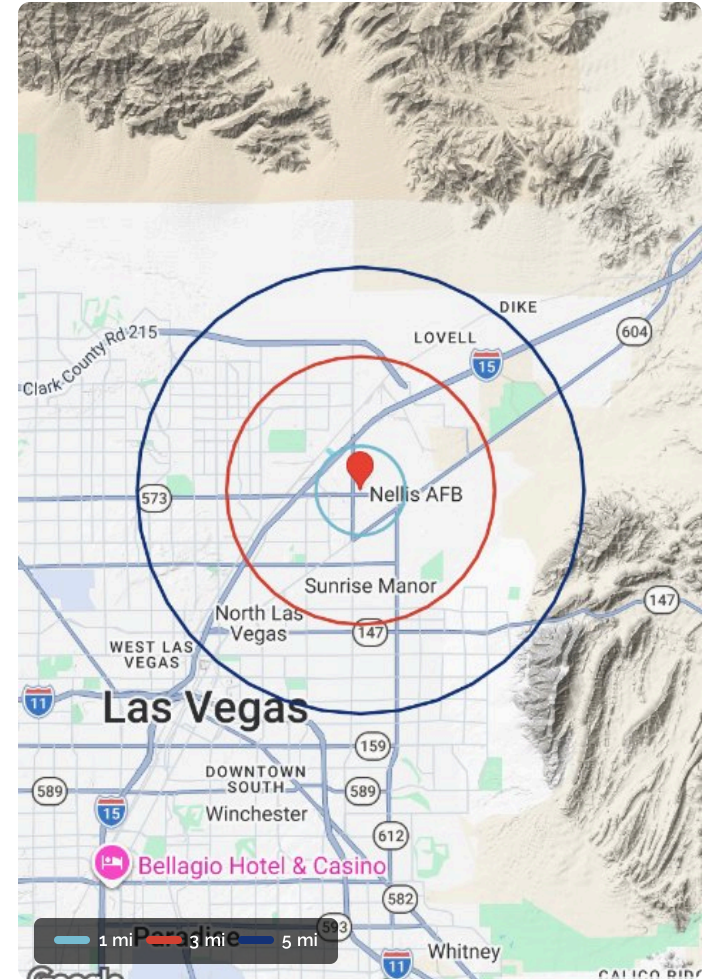 DIKE
604
LOVELL
Clark County Rd 215
15
573
Nellis AFB
Sunrise Manor
147
North Las
Vegas
147
WEST LAS
VEGAS
11
Las Vegas
159
DOWNTOWN
SOUTH
589
589
15
Winchester
612
Bellagio Hotel & Casino
582
593
Paradise
1 mi
3 mi
5 mi
Whitney
11
Google